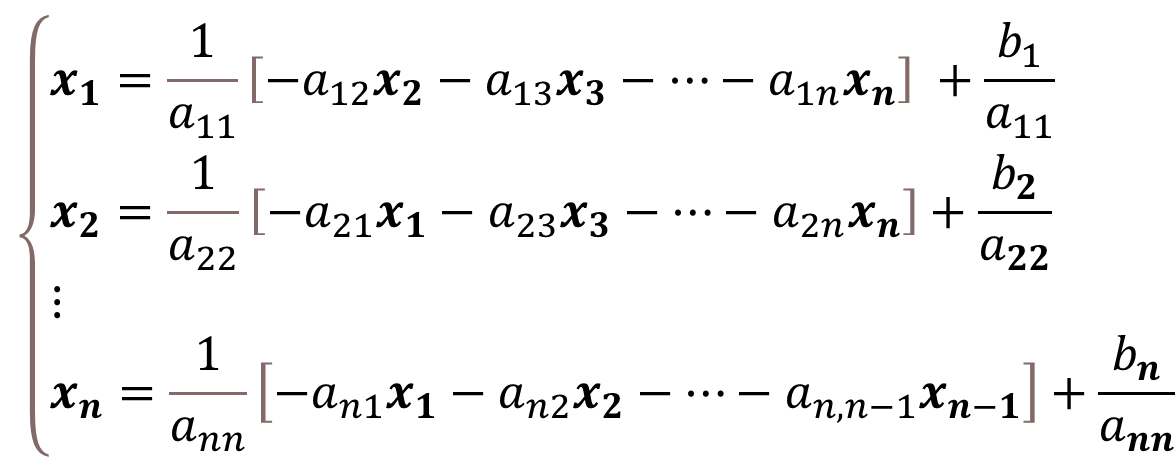 x₁ = 1/a₁₁ [−a₁₂x₂ − a₁₃x₃ − ⋯ − a₁ₙxₙ] + b₁/a₁₁
x₂ = 1/a₂₂ [−a₂₁x₁ − a₂₃x₃ − ⋯ − a₂ₙxₙ] + b₂/a₂₂
⋮
xₙ = 1/aₙₙ [−aₙ₁x₁ − aₙ₂x₂ − ⋯ − aₙ,ₙ₋₁xₙ₋₁] + bₙ/aₙₙ